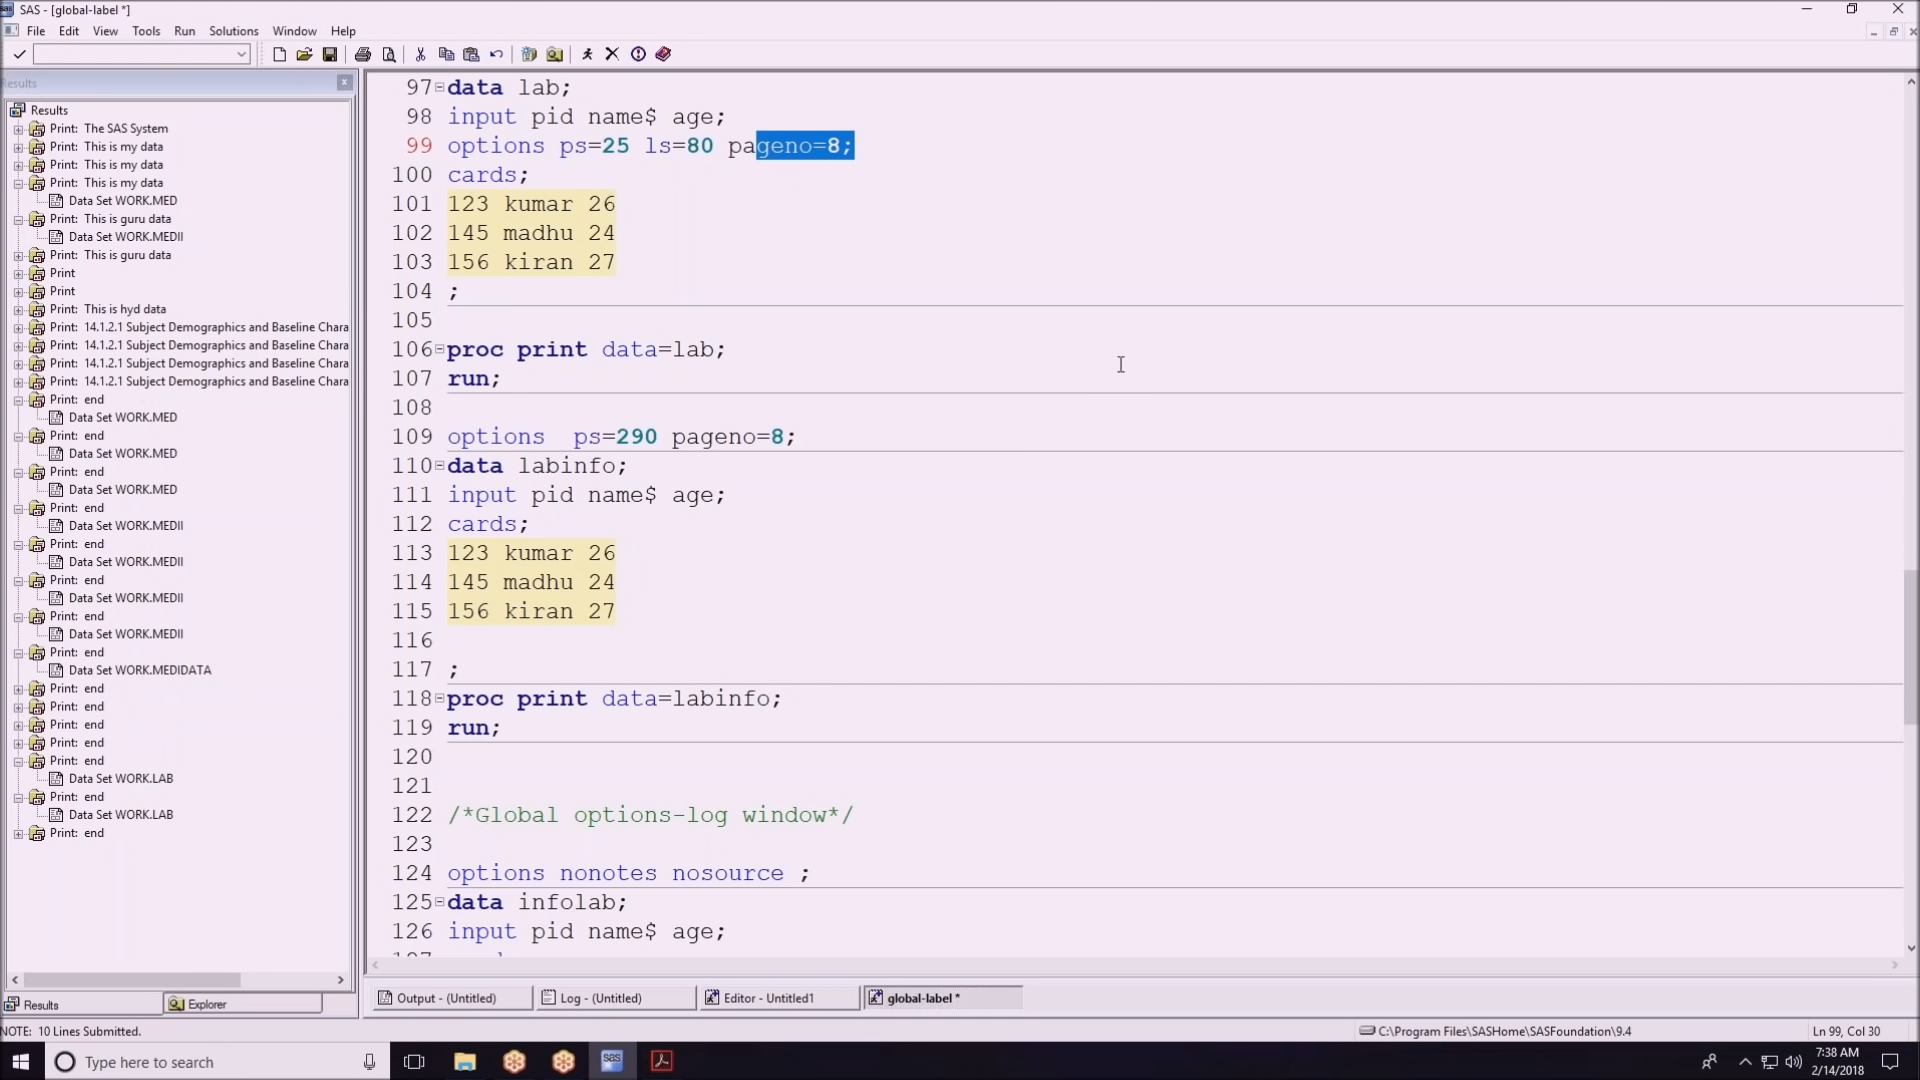 SAS - [global-label *]
File Edit View Tools Run Solutions Window Help
Results
Results
Print: The SAS System
Print: This is my data
Print: This is my data
Print: This is my data
Data Set WORK.MED
Print: This is guru data
Data Set WORK.MEDII
Print: This is guru data
Print
Print
Print: This is hyd data
Print: 14.1.2.1 Subject Demographics and Baseline Chara
Print: 14.1.2.1 Subject Demographics and Baseline Chara
Print: 14.1.2.1 Subject Demographics and Baseline Chara
Print: 14.1.2.1 Subject Demographics and Baseline Chara
Print: end
Data Set WORK.MED
Print: end
Data Set WORK.MED
Print: end
Data Set WORK.MED
Print: end
Data Set WORK.MEDII
Print: end
Data Set WORK.MEDII
Print: end
Data Set WORK.MEDII
Print: end
Data Set WORK.MEDII
Print: end
Data Set WORK.MEDIDATA
Print: end
Print: end
Print: end
Print: end
Print: end
Data Set WORK.LAB
Print: end
Data Set WORK.LAB
Print: end
Results Explorer
97 data lab;
98 input pid name$ age;
99 options ps=25 ls=80 pageno=8;
100 cards;
101 123 kumar 26
102 145 madhu 24
103 156 kiran 27
104 ;
105
106 proc print data=lab;
107 run;
108
109 options  ps=290 pageno=8;
110 data labinfo;
111 input pid name$ age;
112 cards;
113 123 kumar 26
114 145 madhu 24
115 156 kiran 27
116
117 ;
118 proc print data=labinfo;
119 run;
120
121
122 /*Global options-log window*/
123
124 options nonotes nosource ;
125 data infolab;
126 input pid name$ age;
Output - (Untitled) Log - (Untitled) Editor - Untitled1 global-label *
NOTE: 10 Lines Submitted. C:\Program Files\SASHome\SASFoundation\9.4 Ln 99, Col 30
Type here to search
sas
7:38 AM
2/14/2018